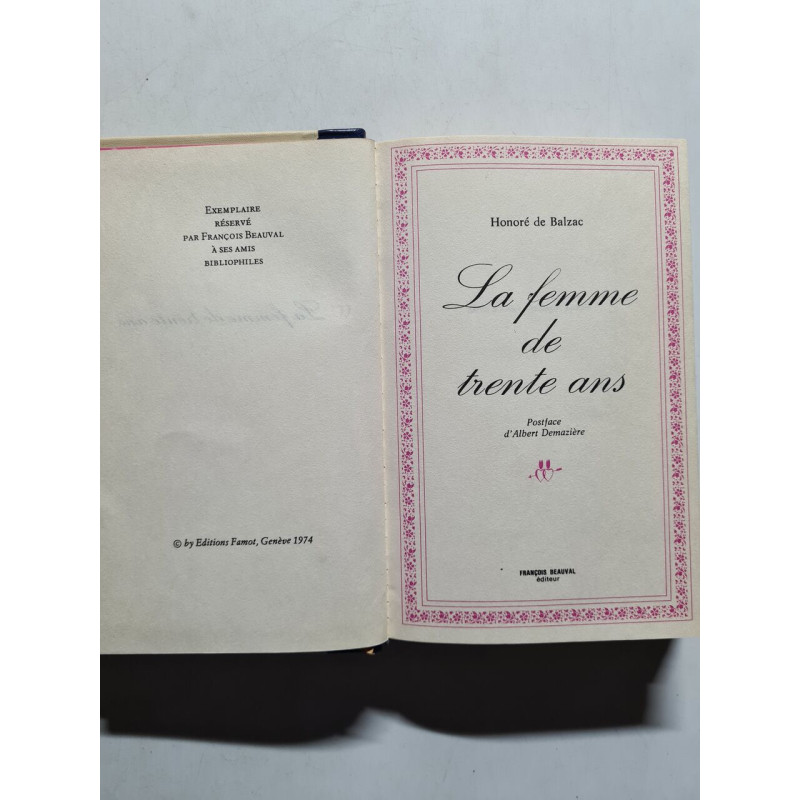 EXEMPLAIRE
RÉSERVÉ
PAR FRANÇOIS BEAUVAL
À SES AMIS
BIBLIOPHILES
© by Editions Famot, Genève 1974
Honoré de Balzac
La femme
de
trente ans
Postface
d'Albert Demazière
FRANÇOIS BEAUVAL
éditeur